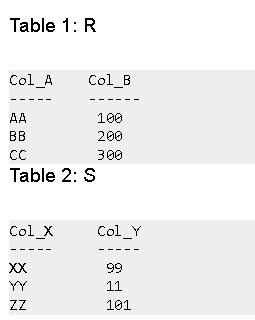 Table 1: R
Col_A Col_B
----- ------
AA 100
BB 200
CC 300
Table 2: S
Col_X Col_Y
----- -----
XX 99
YY 11
ZZ 101